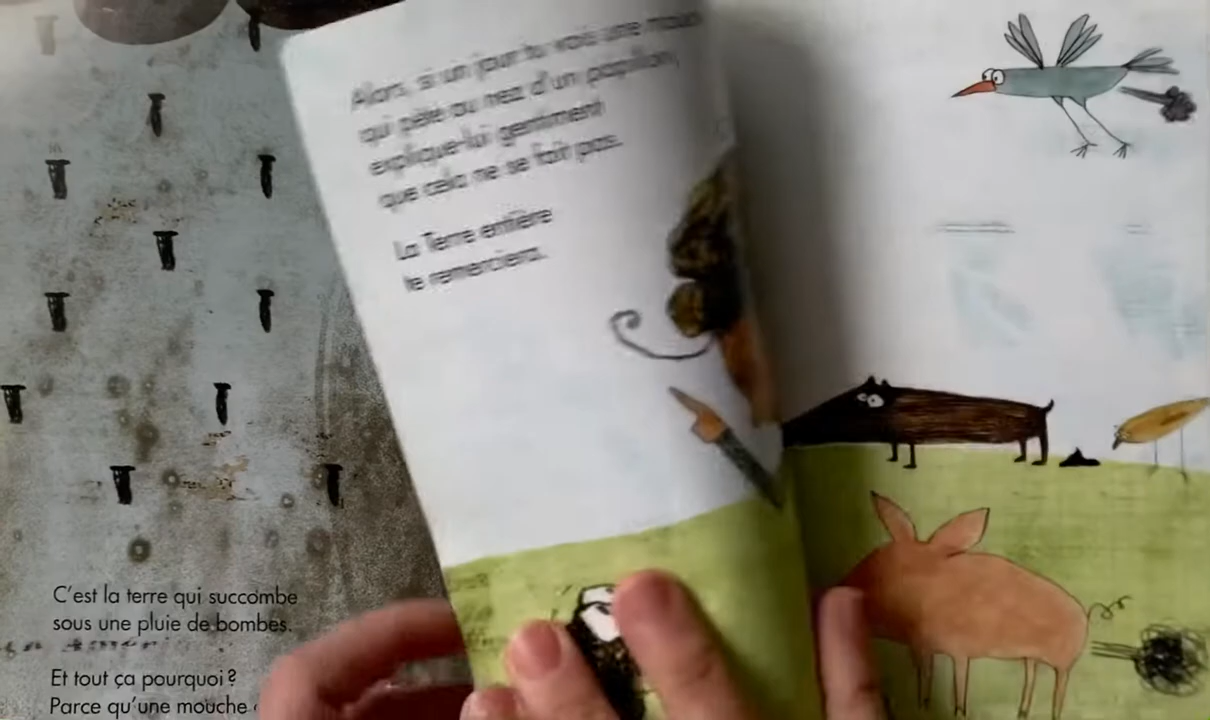 C'est la terre qui succombe
sous une pluie de bombes.
Et tout ça pourquoi ?
Parce qu'une mouche
Alors, si un jour tu vois une mouche
qui pète au nez d'un papillon,
explique-lui gentiment
que cela ne se fait pas.
La Terre entière
te remerciera.